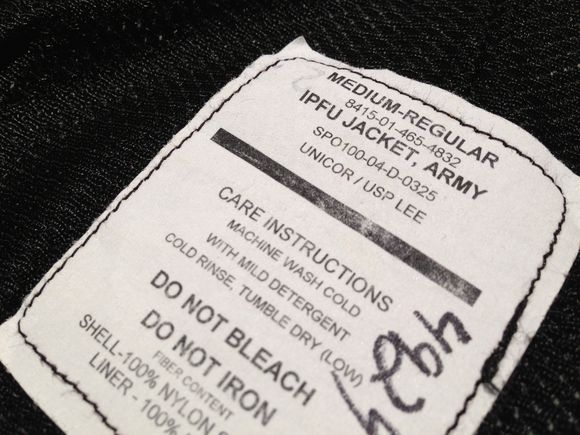 MEDIUM-REGULAR
8415-01-465-4832
IPFU JACKET, ARMY
SPO100-04-D-0325
UNICOR / USP LEE
CARE INSTRUCTIONS
MACHINE WASH COLD
WITH MILD DETERGENT
COLD RINSE, TUMBLE DRY (LOW)
DO NOT BLEACH
DO NOT IRON
FIBER CONTENT
SHELL-100% NYLON
LINER - 100%